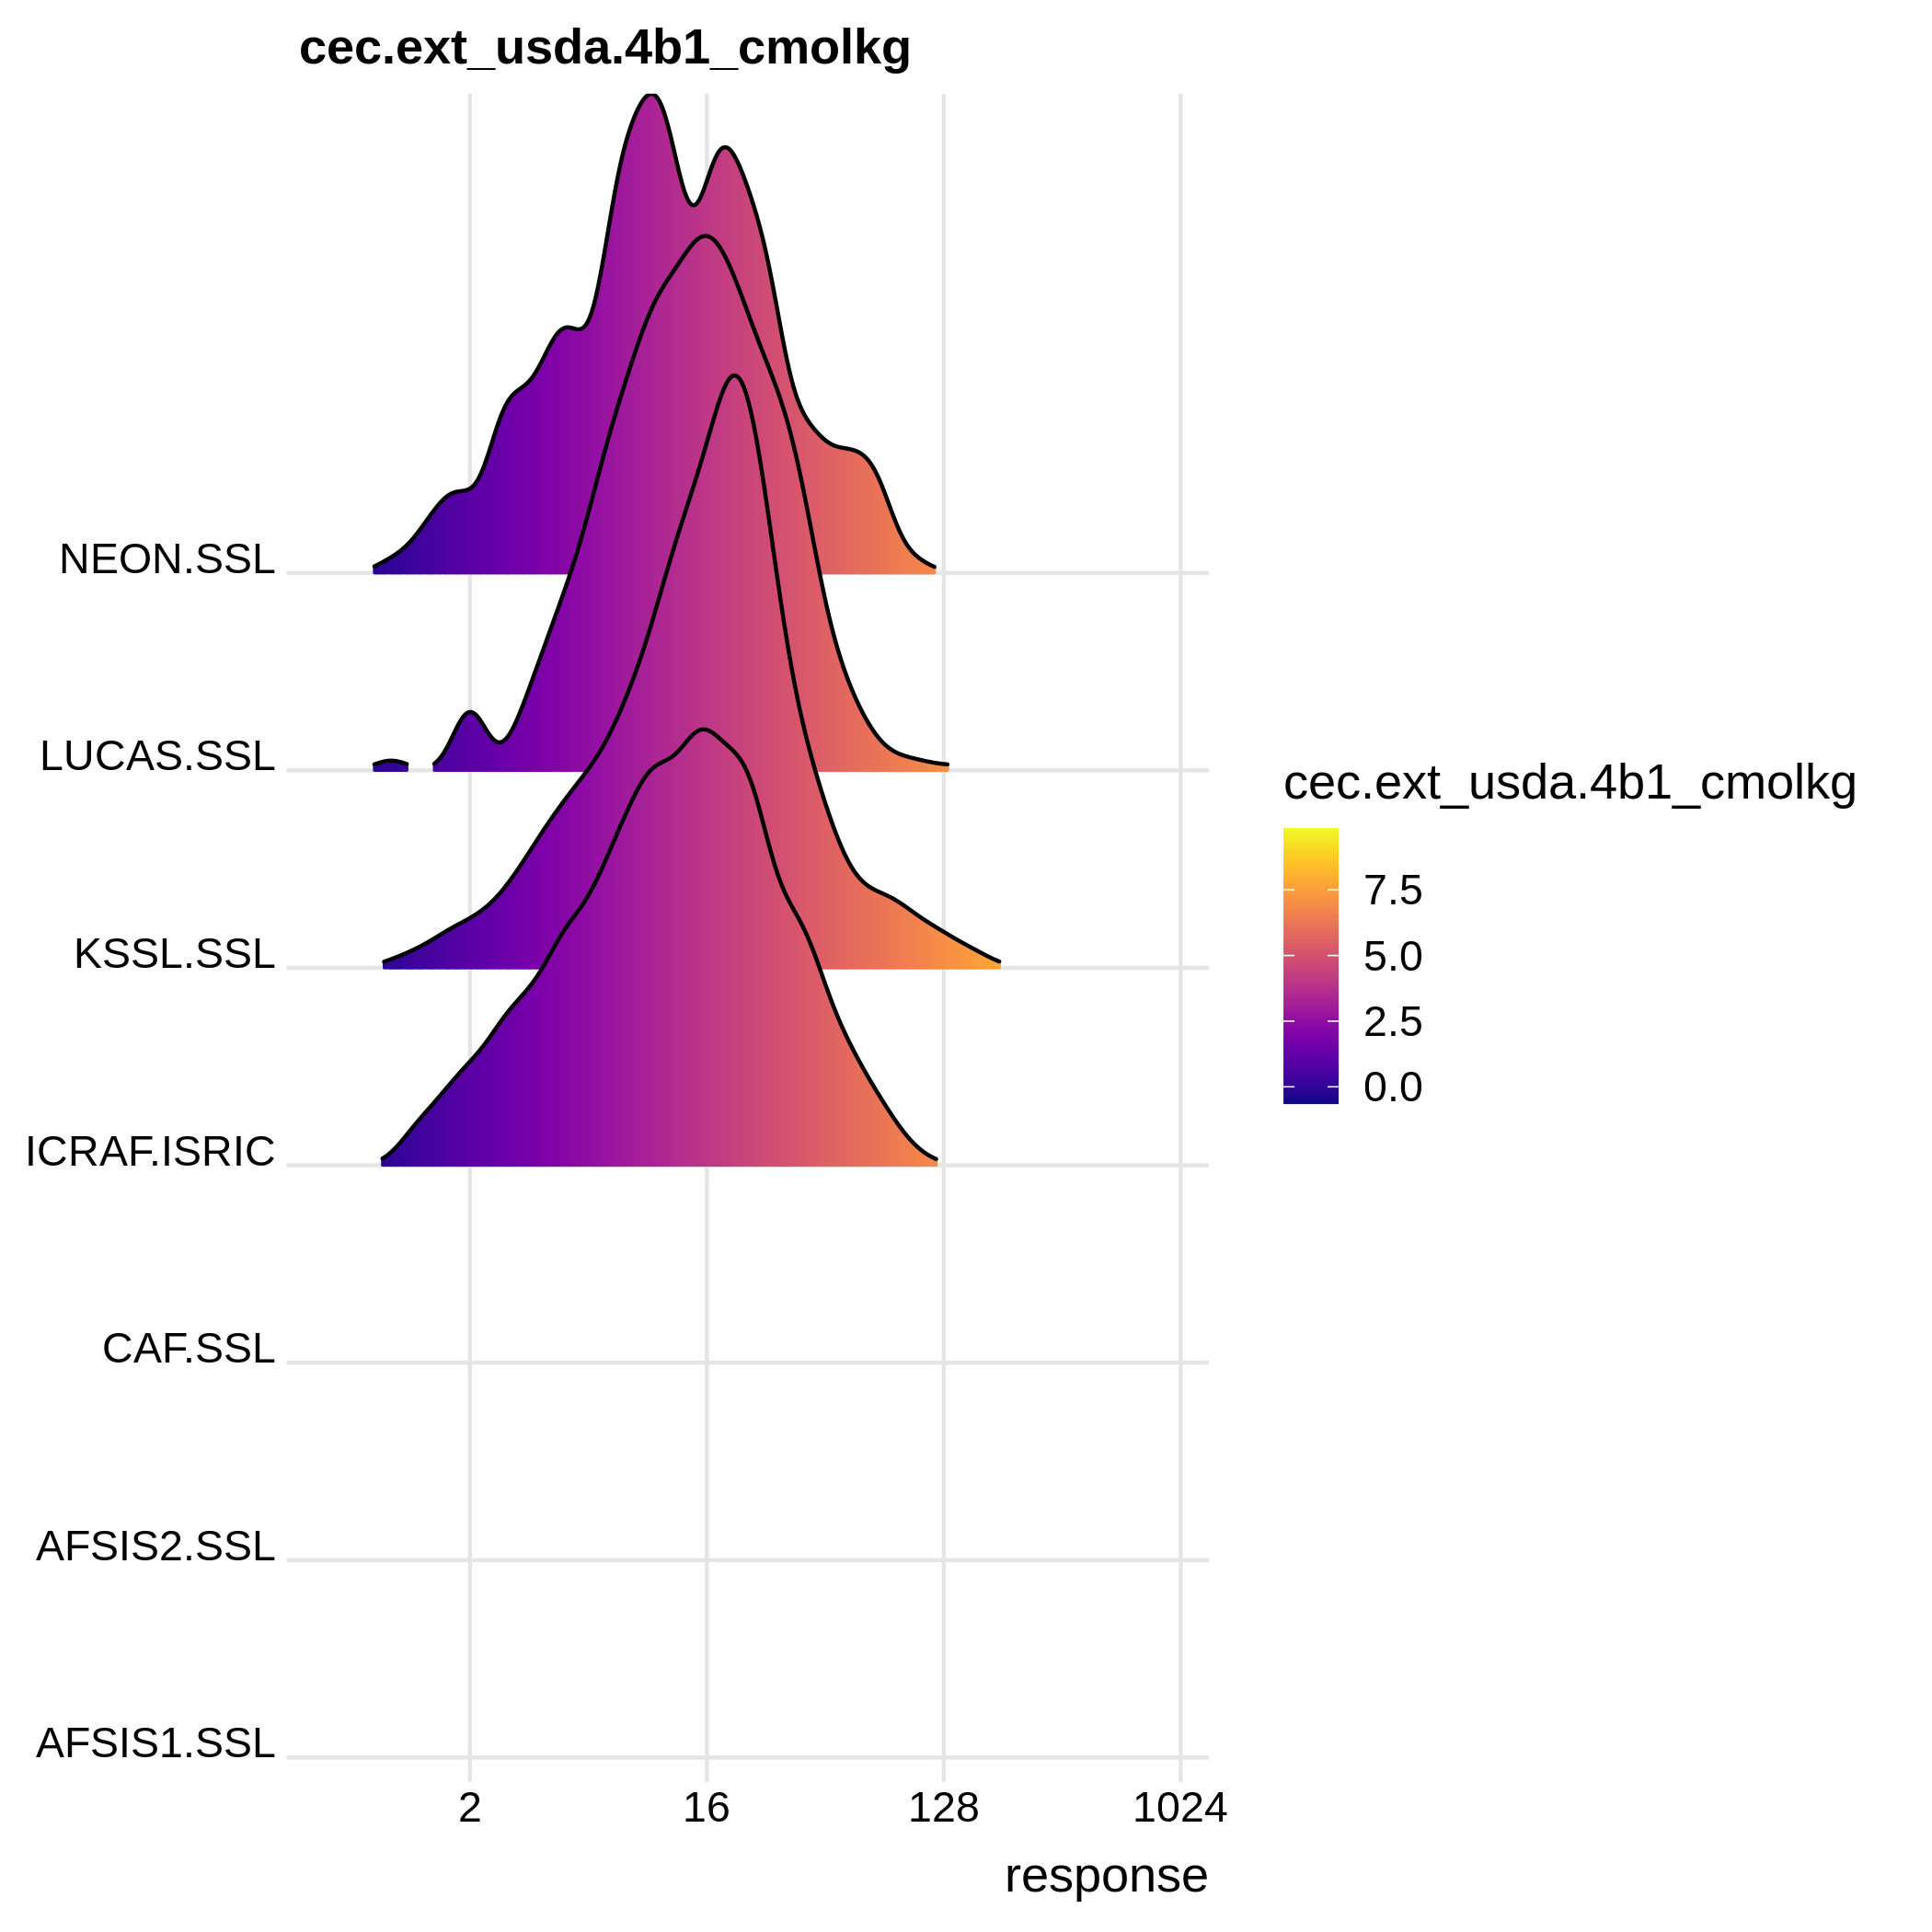 cec.ext_usda.4b1_cmolkg
NEON.SSL
LUCAS.SSL
KSSL.SSL
ICRAF.ISRIC
CAF.SSL
AFSIS2.SSL
AFSIS1.SSL
2 16 128 1024
response
cec.ext_usda.4b1_cmolkg
7.5
5.0
2.5
0.0